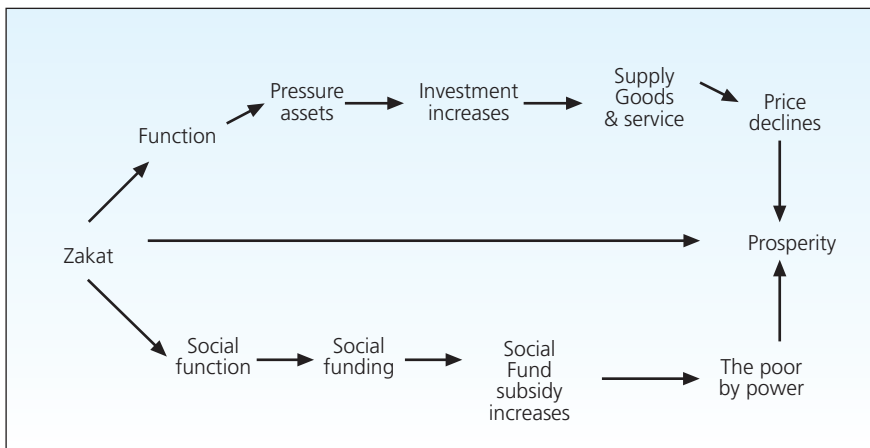 Pressure
assets
Investment
increases
Supply
Goods
& service
Price
declines
Function
Zakat
Prosperity
Social
function
Social
funding
Social
Fund
subsidy
increases
The poor
by power